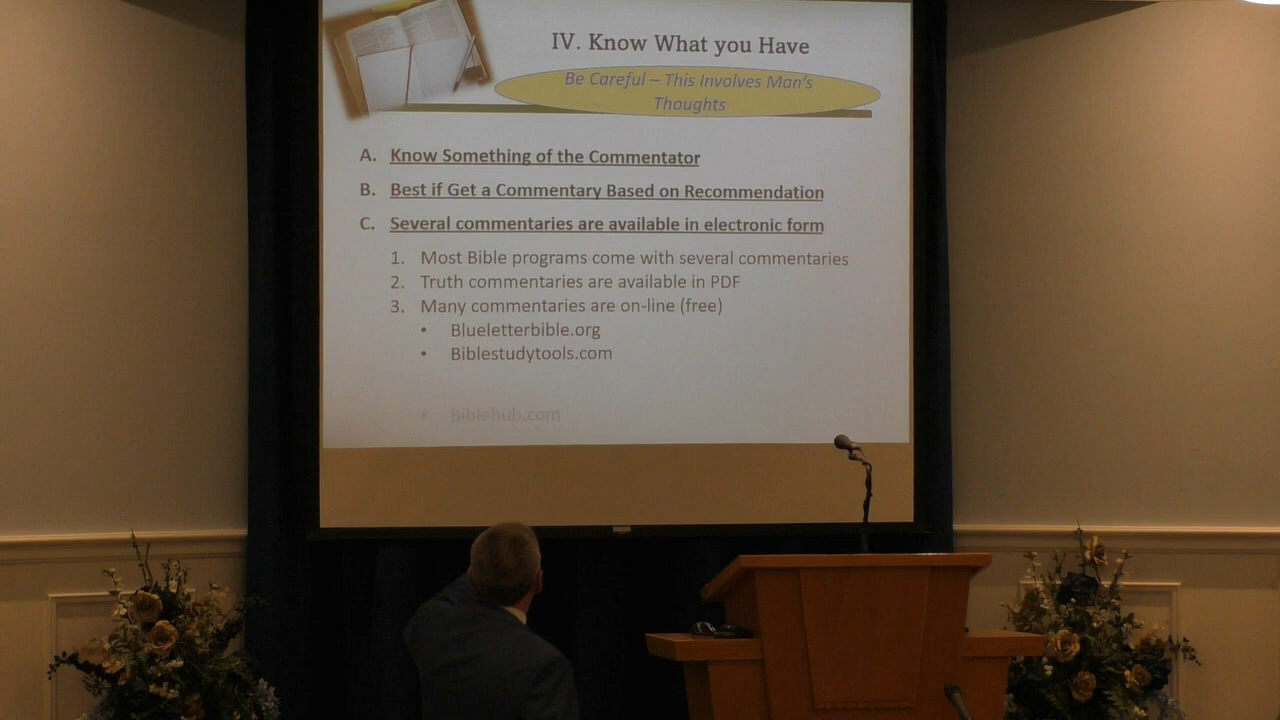 IV. Know What you Have
Be Careful – This Involves Man's
Thoughts
A. Know Something of the Commentator
B. Best if Get a Commentary Based on Recommendation
C. Several commentaries are available in electronic form
1. Most Bible programs come with several commentaries
2. Truth commentaries are available in PDF
3. Many commentaries are on-line (free)
• Blueletterbible.org
• Biblestudytools.com
• Biblehub.com